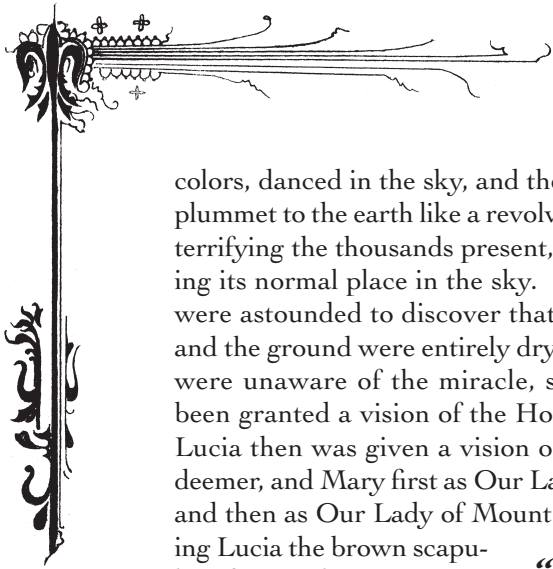 colors, danced in the sky, and the
plummet to the earth like a revolv
terrifying the thousands present,
ing its normal place in the sky.
were astounded to discover that
and the ground were entirely dry
were unaware of the miracle, s
been granted a vision of the Ho
Lucia then was given a vision o
deemer, and Mary first as Our La
and then as Our Lady of Mount
ing Lucia the brown scapu-
“